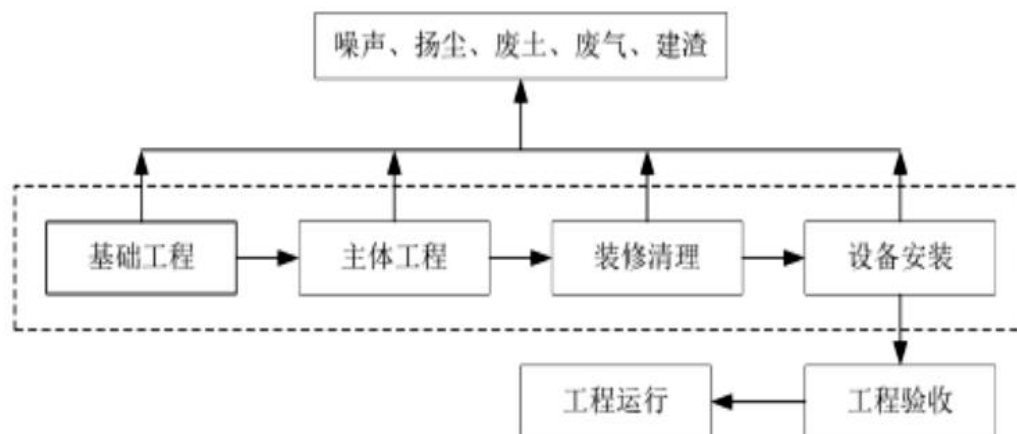 噪声、扬尘、废土、废气、建渣
基础工程
主体工程
装修清理
设备安装
工程运行
工程验收